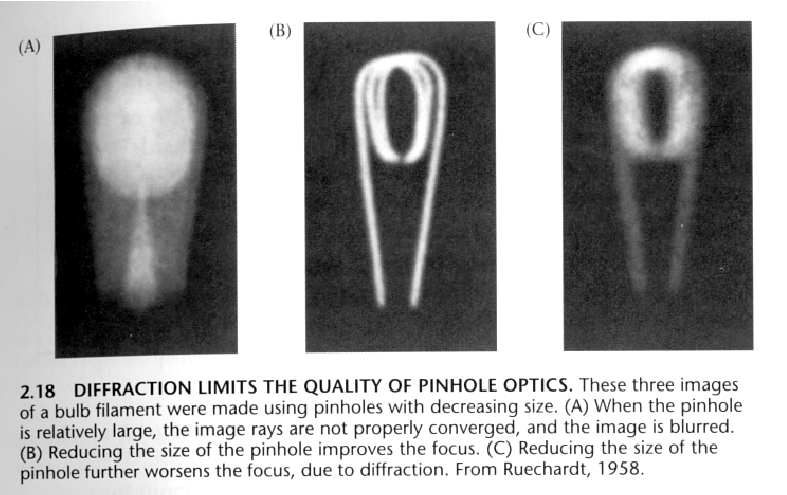 (A)
(B)
(C)
2.18 DIFFRACTION LIMITS THE QUALITY OF PINHOLE OPTICS. These three images
of a bulb filament were made using pinholes with decreasing size. (A) When the pinhole
is relatively large, the image rays are not properly converged, and the image is blurred.
(B) Reducing the size of the pinhole improves the focus. (C) Reducing the size of the
pinhole further worsens the focus, due to diffraction. From Ruechardt, 1958.